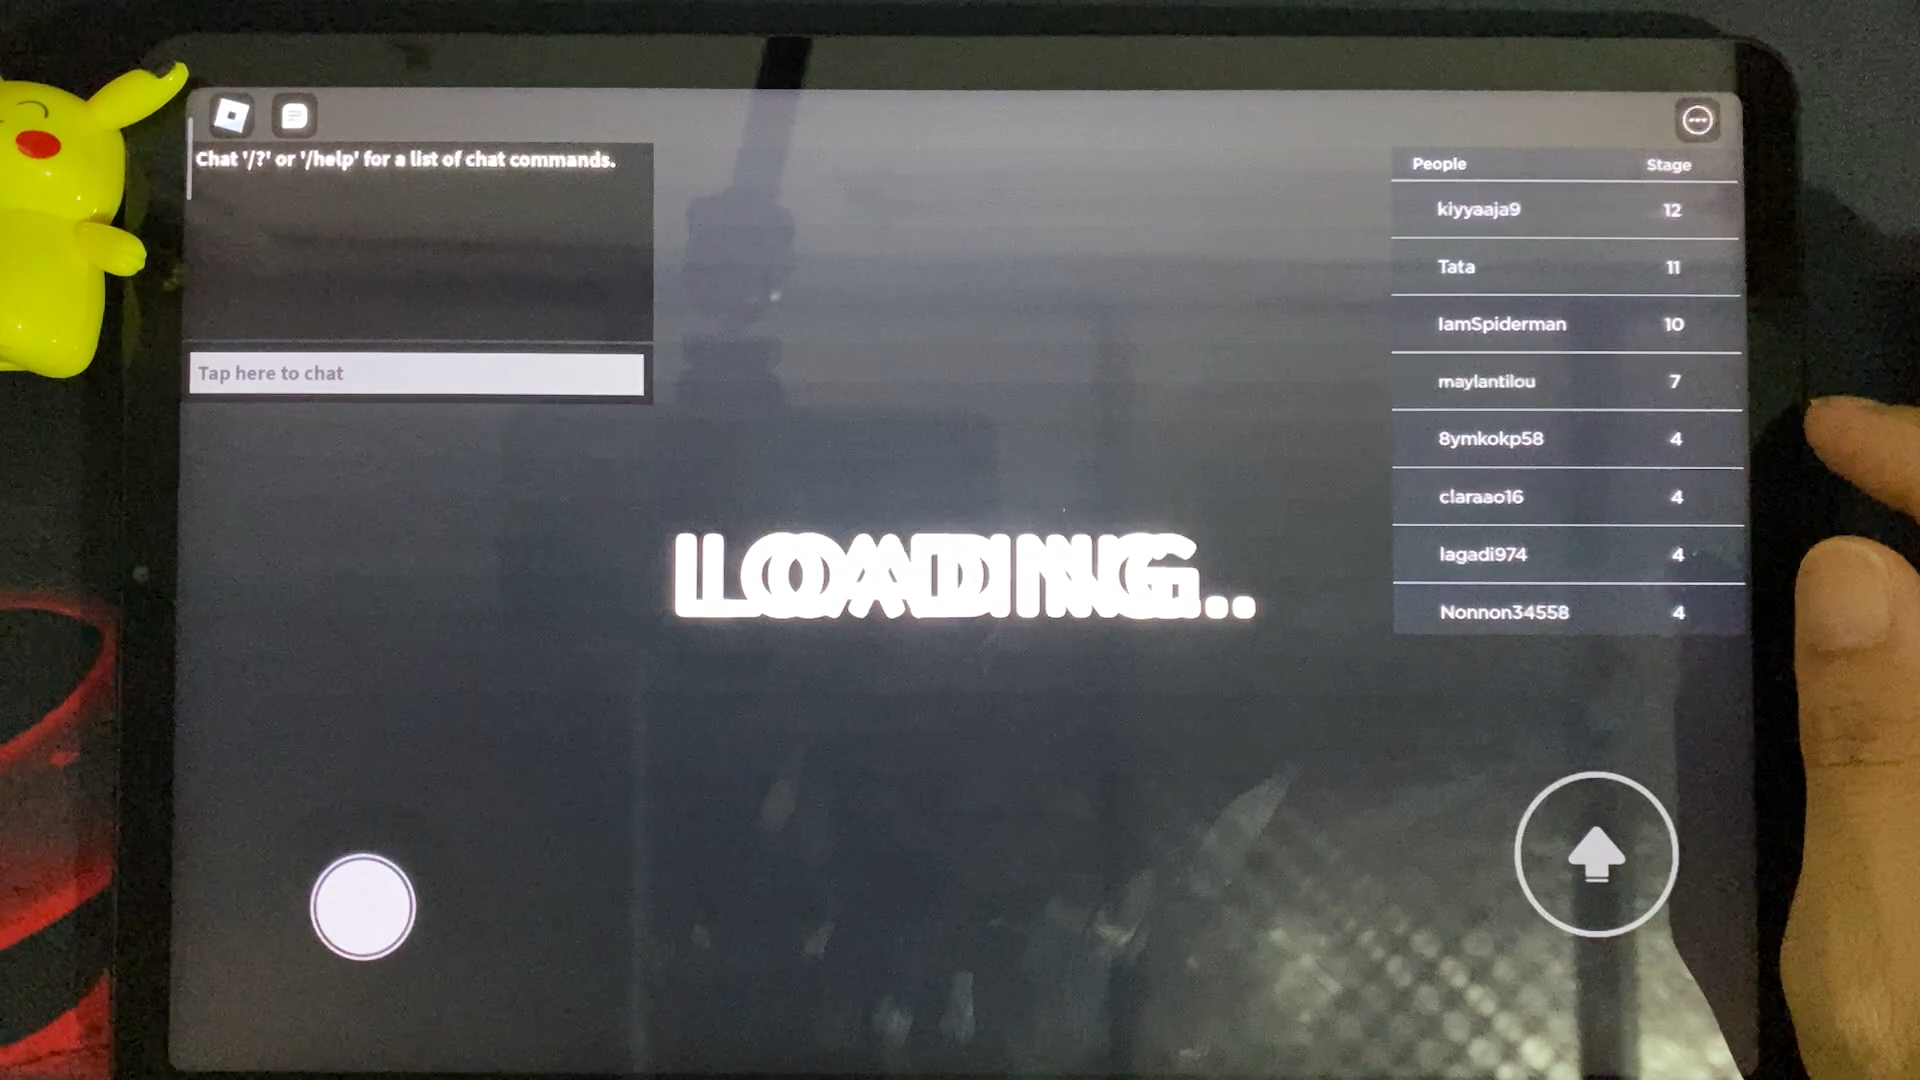 Chat '/?' or '/help' for a list of chat commands.
Tap here to chat
People Stage
kiyyaaja9 12
Tata 11
IamSpiderman 10
maylantilou 7
8ymkokp58 4
claraao16 4
lagadi974 4
Nonnon34558 4
LOADING..